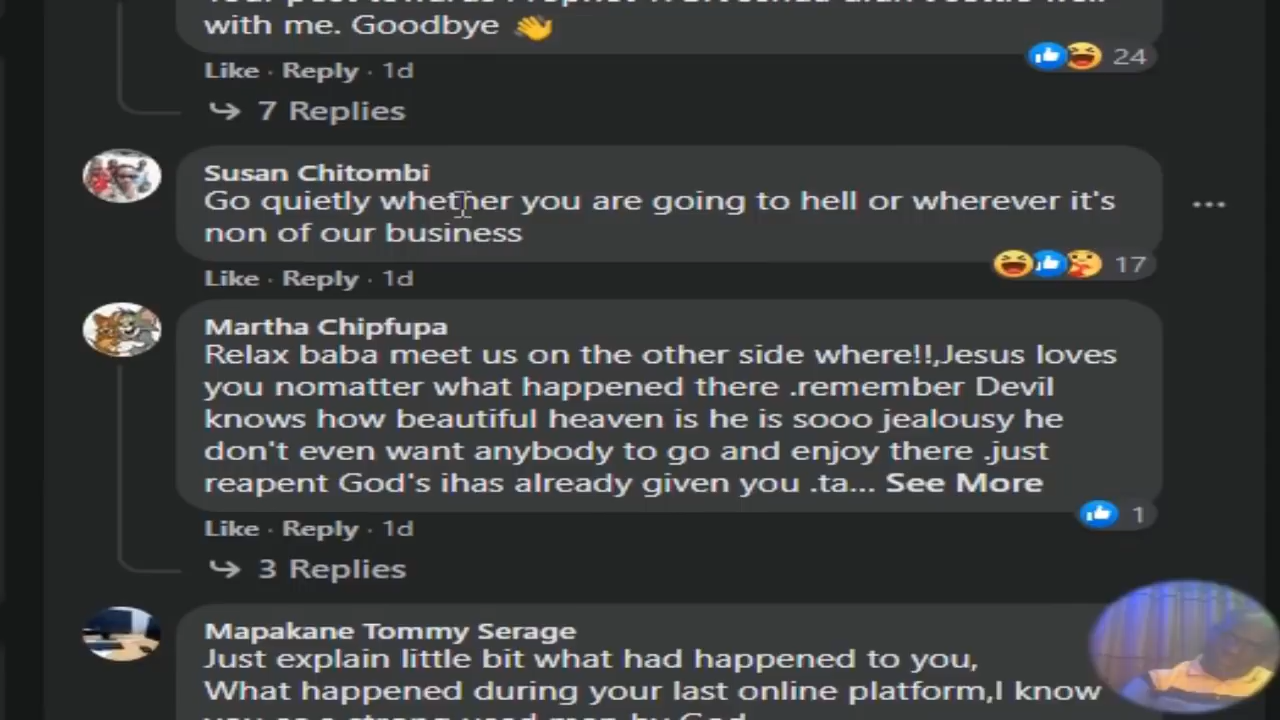 with me. Goodbye 👋
24
Like · Reply · 1d
7 Replies
Susan Chitombi
Go quietly whether you are going to hell or wherever it's
non of our business
17
Like · Reply · 1d
Martha Chipfupa
Relax baba meet us on the other side where!!,Jesus loves
you nomatter what happened there .remember Devil
knows how beautiful heaven is he is sooo jealousy he
don't even want anybody to go and enjoy there .just
reapent God's ihas already given you .ta... See More
1
Like · Reply · 1d
3 Replies
Mapakane Tommy Serage
Just explain little bit what had happened to you,
What happened during your last online platform,I know